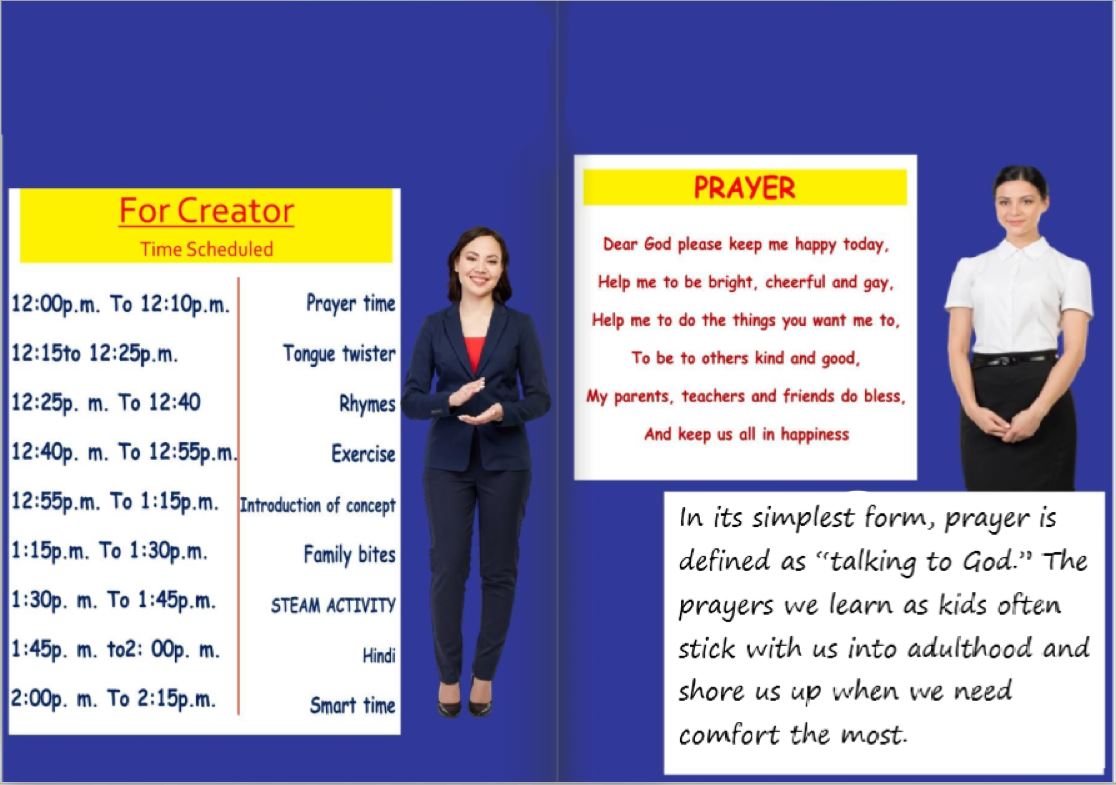 For Creator
Time Scheduled
12:00p.m. To 12:10p.m. Prayer time
12:15to 12:25p.m. Tongue twister
12:25p. m. To 12:40 Rhymes
12:40p. m. To 12:55p.m. Exercise
12:55p.m. To 1:15p.m. Introduction of concept
1:15p.m. To 1:30p.m. Family bites
1:30p. m. To 1:45p.m. STEAM ACTIVITY
1:45p. m. to2: 00p. m. Hindi
2:00p. m. To 2:15p.m. Smart time
PRAYER
Dear God please keep me happy today,
Help me to be bright, cheerful and gay,
Help me to do the things you want me to,
To be to others kind and good,
My parents, teachers and friends do bless,
And keep us all in happiness
In its simplest form, prayer is
defined as “talking to God.” The
prayers we learn as kids often
stick with us into adulthood and
shore us up when we need
comfort the most.